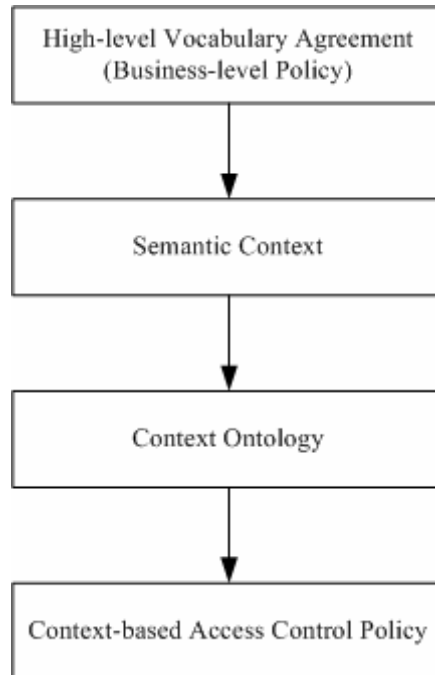 High-level Vocabulary Agreement
(Business-level Policy)
Semantic Context
Context Ontology
Context-based Access Control Policy